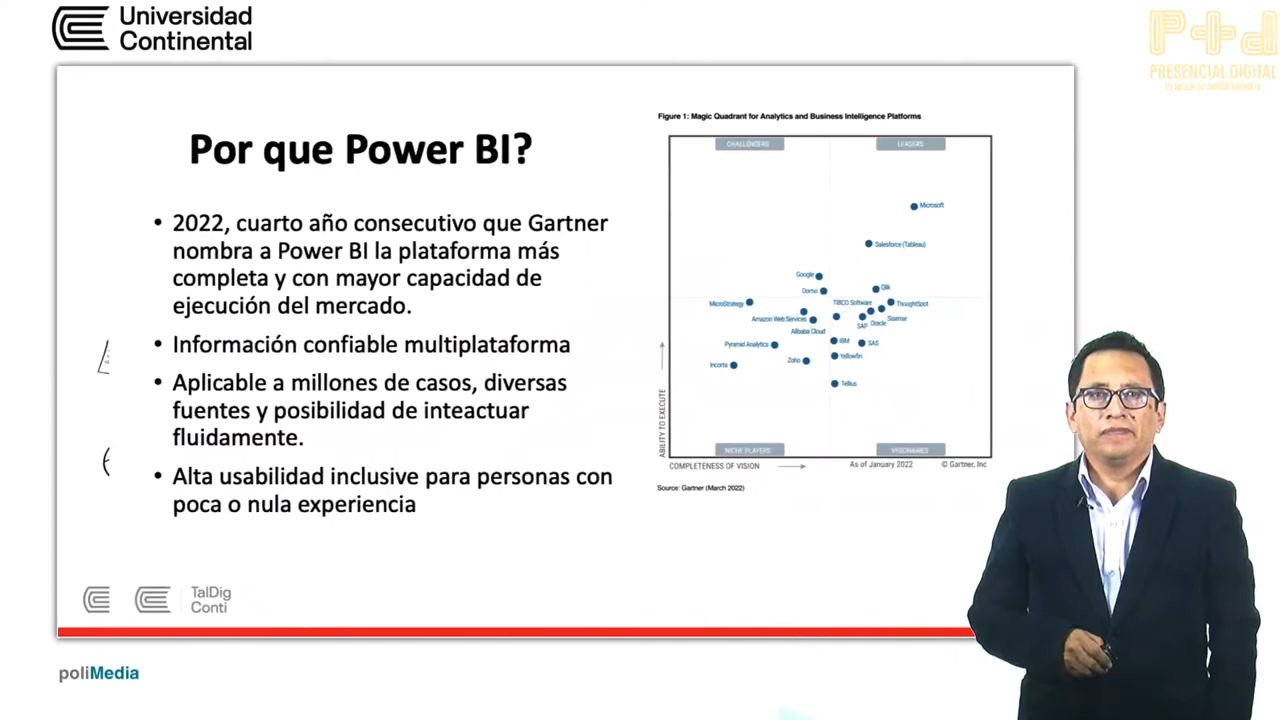 Universidad
Continental
P+d
PRESENCIAL DIGITAL
Por que Power BI?
• 2022, cuarto año consecutivo que Gartner
nombra a Power BI la plataforma más
completa y con mayor capacidad de
ejecución del mercado.
• Información confiable multiplataforma
• Aplicable a millones de casos, diversas
fuentes y posibilidad de inteactuar
fluidamente.
• Alta usabilidad inclusive para personas con
poca o nula experiencia
Figure 1: Magic Quadrant for Analytics and Business Intelligence Platforms
CHALLENGERS
LEADERS
Microsoft
Salesforce (Tableau)
Google
Domo
Qlik
MicroStrategy
TIBCO Software
ThoughtSpot
Amazon Web Services
Sisense
Oracle
SAP
Alibaba Cloud
Pyramid Analytics
IBM
SAS
Zoho
Yellowfin
Incorta
Tellius
ABILITY TO EXECUTE
NICHE PLAYERS
VISIONARIES
COMPLETENESS OF VISION
As of January 2022
© Gartner, Inc
Source: Gartner (March 2022)
TalDig
Conti
poliMedia